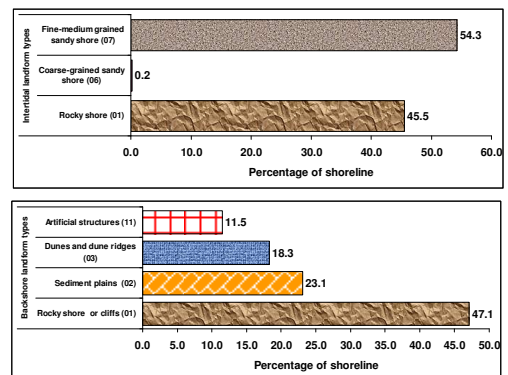 Intertidal landform types
Fine-medium grained
sandy shore (07)
54.3
Coarse-grained sandy
shore (06)
0.2
Rocky shore (01)
45.5
0.0 10.0 20.0 30.0 40.0 50.0 60.0
Percentage of shoreline
Backshore landform types
Artificial structures (11)
11.5
Dunes and dune ridges
(03)
18.3
Sediment plains (02)
23.1
Rocky shore or cliffs (01)
47.1
0.0 5.0 10.0 15.0 20.0 25.0 30.0 35.0 40.0 45.0 50.0
Percentage of shoreline